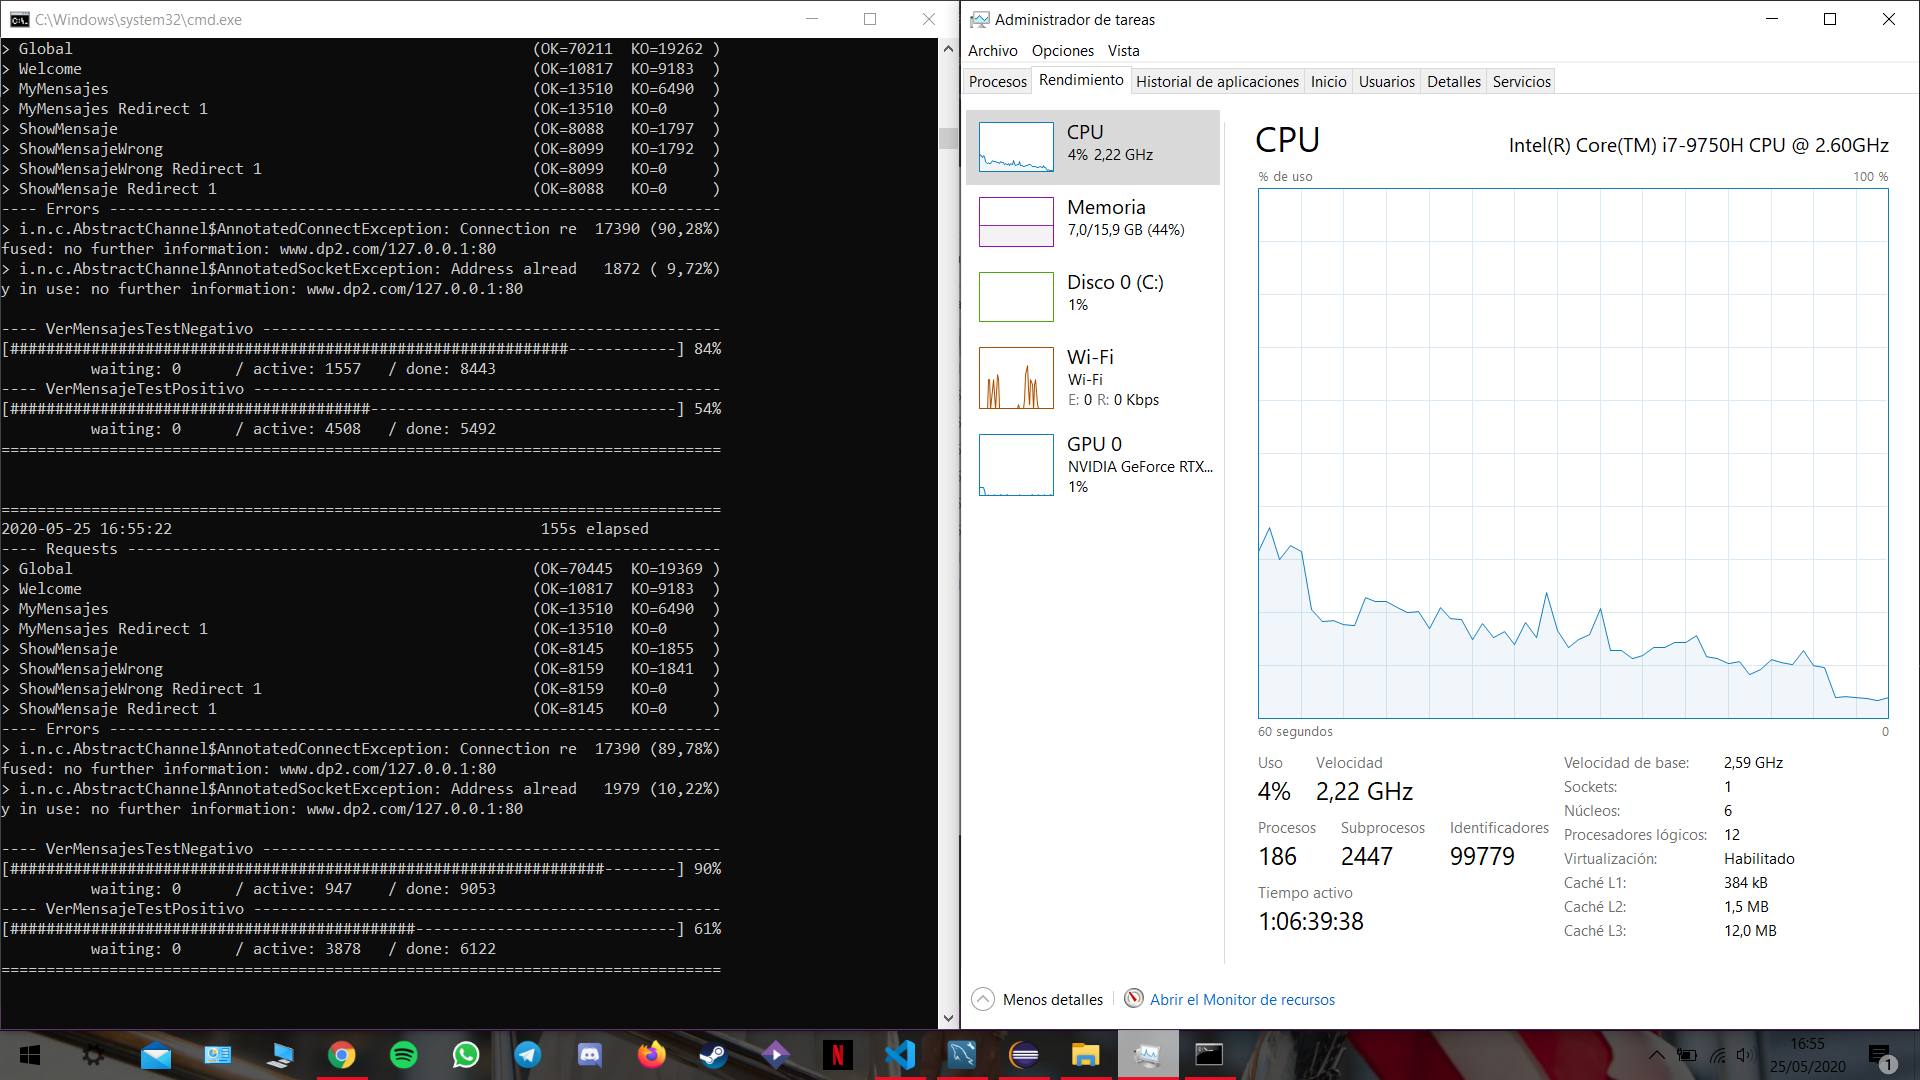 C:\Windows\system32\cmd.exe
> Global (OK=70211 KO=19262 )
> Welcome (OK=10817 KO=9183 )
> MyMensajes (OK=13510 KO=6490 )
> MyMensajes Redirect 1 (OK=13510 KO=0 )
> ShowMensaje (OK=8088 KO=1797 )
> ShowMensajeWrong (OK=8099 KO=1792 )
> ShowMensajeWrong Redirect 1 (OK=8099 KO=0 )
> ShowMensaje Redirect 1 (OK=8088 KO=0 )
---- Errors --------------------------------------------------------------------
> i.n.c.AbstractChannel$AnnotatedConnectException: Connection re 17390 (90,28%)
fused: no further information: www.dp2.com/127.0.0.1:80
> i.n.c.AbstractChannel$AnnotatedSocketException: Address alread 1872 ( 9,72%)
y in use: no further information: www.dp2.com/127.0.0.1:80
---- VerMensajesTestNegativo ---------------------------------------------------
[##############################################################------------] 84%
waiting: 0 / active: 1557 / done: 8443
---- VerMensajeTestPositivo ----------------------------------------------------
[########################################----------------------------------] 54%
waiting: 0 / active: 4508 / done: 5492
================================================================================
================================================================================
2020-05-25 16:55:22 155s elapsed
---- Requests ------------------------------------------------------------------
> Global (OK=70445 KO=19369 )
> Welcome (OK=10817 KO=9183 )
> MyMensajes (OK=13510 KO=6490 )
> MyMensajes Redirect 1 (OK=13510 KO=0 )
> ShowMensaje (OK=8145 KO=1855 )
> ShowMensajeWrong (OK=8159 KO=1841 )
> ShowMensajeWrong Redirect 1 (OK=8159 KO=0 )
> ShowMensaje Redirect 1 (OK=8145 KO=0 )
---- Errors --------------------------------------------------------------------
> i.n.c.AbstractChannel$AnnotatedConnectException: Connection re 17390 (89,78%)
fused: no further information: www.dp2.com/127.0.0.1:80
> i.n.c.AbstractChannel$AnnotatedSocketException: Address alread 1979 (10,22%)
y in use: no further information: www.dp2.com/127.0.0.1:80
---- VerMensajesTestNegativo ---------------------------------------------------
[##################################################################--------] 90%
waiting: 0 / active: 947 / done: 9053
---- VerMensajeTestPositivo ----------------------------------------------------
[#############################################-----------------------------] 61%
waiting: 0 / active: 3878 / done: 6122
================================================================================
Administrador de tareas
Archivo Opciones Vista
Procesos Rendimiento Historial de aplicaciones Inicio Usuarios Detalles Servicios
CPU
4% 2,22 GHz
Memoria
7,0/15,9 GB (44%)
Disco 0 (C:)
1%
Wi-Fi
Wi-Fi
E: 0 R: 0 Kbps
GPU 0
NVIDIA GeForce RTX...
1%
CPU Intel(R) Core(TM) i7-9750H CPU @ 2.60GHz
% de uso 100 %
60 segundos 0
Uso Velocidad
4% 2,22 GHz
Procesos Subprocesos Identificadores
186 2447 99779
Tiempo activo
1:06:39:38
Velocidad de base: 2,59 GHz
Sockets: 1
Núcleos: 6
Procesadores lógicos: 12
Virtualización: Habilitado
Caché L1: 384 kB
Caché L2: 1,5 MB
Caché L3: 12,0 MB
Menos detalles Abrir el Monitor de recursos
N
16:55
25/05/2020
1